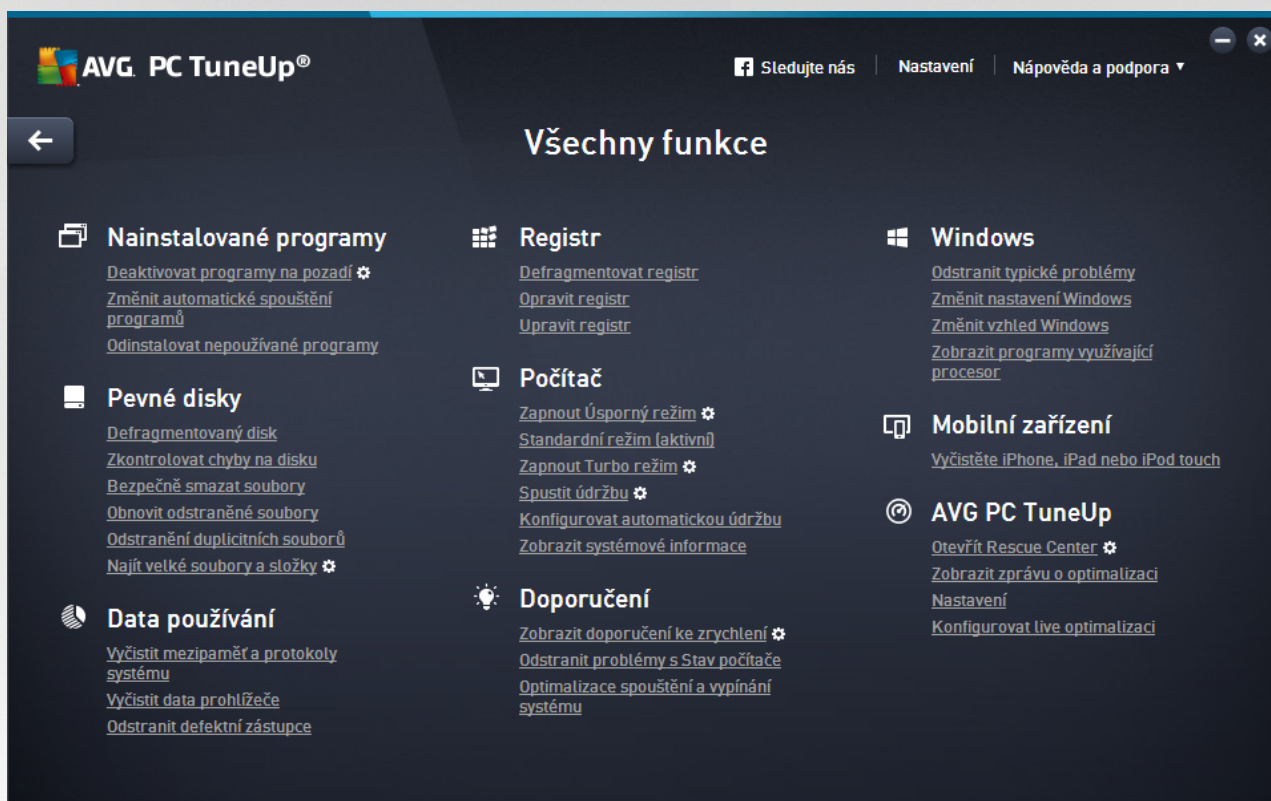 AVG PC TuneUp®
Sledujte nás
Nastavení
Nápověda a podpora
Všechny funkce
Nainstalované programy
Deaktivovat programy na pozadí
Změnit automatické spouštění
programů
Odinstalovat nepoužívané programy
Pevné disky
Defragmentovaný disk
Zkontrolovat chyby na disku
Bezpečně smazat soubory
Obnovit odstraněné soubory
Odstranění duplicitních souborů
Najít velké soubory a složky
Data používání
Vyčistit mezipaměť a protokoly
systému
Vyčistit data prohlížeče
Odstranit defektní zástupce
Registr
Defragmentovat registr
Opravit registr
Upravit registr
Počítač
Zapnout Úsporný režim
Standardní režim (aktivní)
Zapnout Turbo režim
Spustit údržbu
Konfigurovat automatickou údržbu
Zobrazit systémové informace
Doporučení
Zobrazit doporučení ke zrychlení
Odstranit problémy s Stav počítače
Optimalizace spouštění a vypínání
systému
Windows
Odstranit typické problémy
Změnit nastavení Windows
Změnit vzhled Windows
Zobrazit programy využívající
procesor
Mobilní zařízení
Vyčistěte iPhone, iPad nebo iPod touch
AVG PC TuneUp
Otevřít Rescue Center
Zobrazit zprávu o optimalizaci
Nastavení
Konfigurovat live optimalizaci